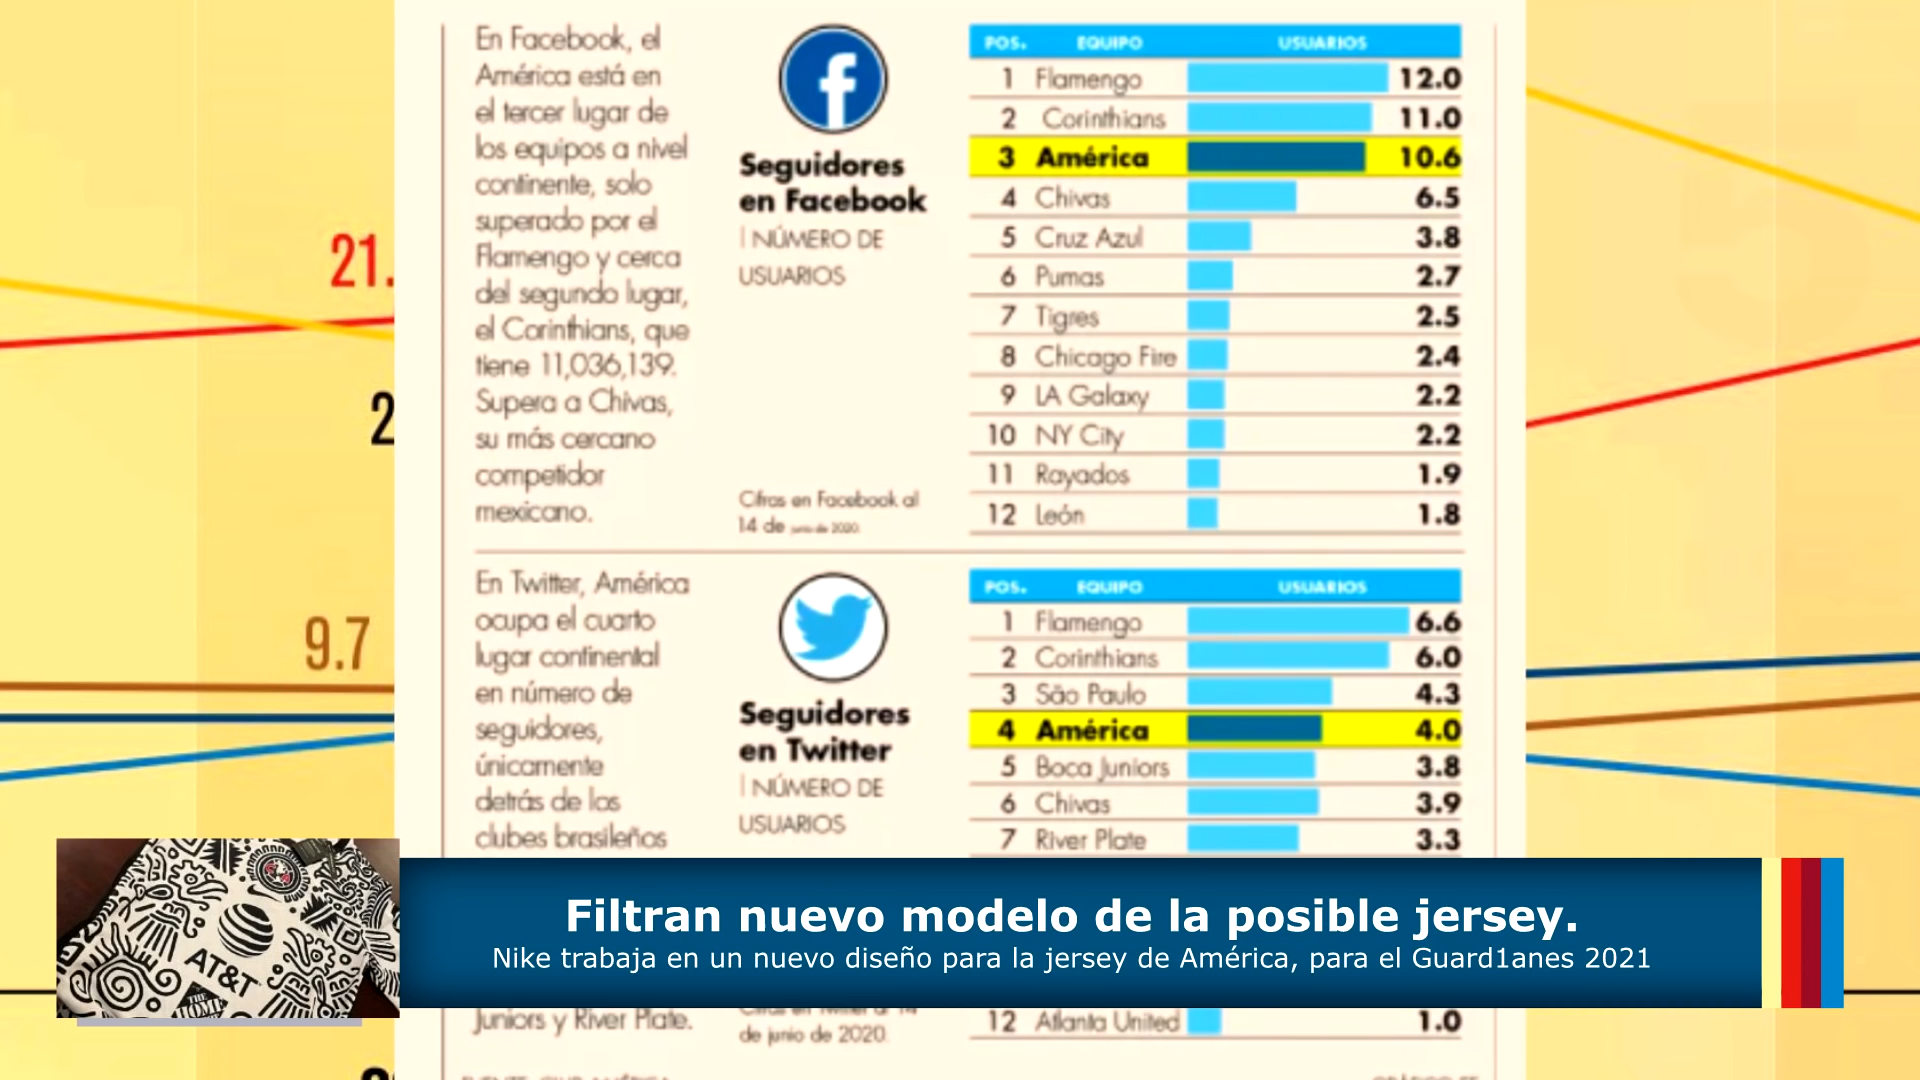 En Facebook, el
América está en
el tercer lugar de
los equipos a nivel
continente, solo
superado por el
Flamengo y cerca
del segundo lugar,
el Corinthians, que
tiene 11,036,139.
Supera a Chivas,
su más cercano
competidor
mexicano.
Seguidores
en Facebook
NÚMERO DE
USUARIOS
Cifras en Facebook al
14 de junio de 2020.
POS. EQUIPO USUARIOS
1 Flamengo 12.0
2 Corinthians 11.0
3 América 10.6
4 Chivas 6.5
5 Cruz Azul 3.8
6 Pumas 2.7
7 Tigres 2.5
8 Chicago Fire 2.4
9 LA Galaxy 2.2
10 NY City 2.2
11 Rayados 1.9
12 León 1.8
21.
2
9.7
En Twitter, América
ocupa el cuarto
lugar continental
en número de
seguidores,
únicamente
detrás de los
clubes brasileños
Juniors y River Plate.
Seguidores
en Twitter
NÚMERO DE
USUARIOS
de junio de 2020.
POS. EQUIPO USUARIOS
1 Flamengo 6.6
2 Corinthians 6.0
3 São Paulo 4.3
4 América 4.0
5 Boca Juniors 3.8
6 Chivas 3.9
7 River Plate 3.3
12 Atlanta United 1.0
AT&T
THE
HOME
Filtran nuevo modelo de la posible jersey.
Nike trabaja en un nuevo diseño para la jersey de América, para el Guard1anes 2021